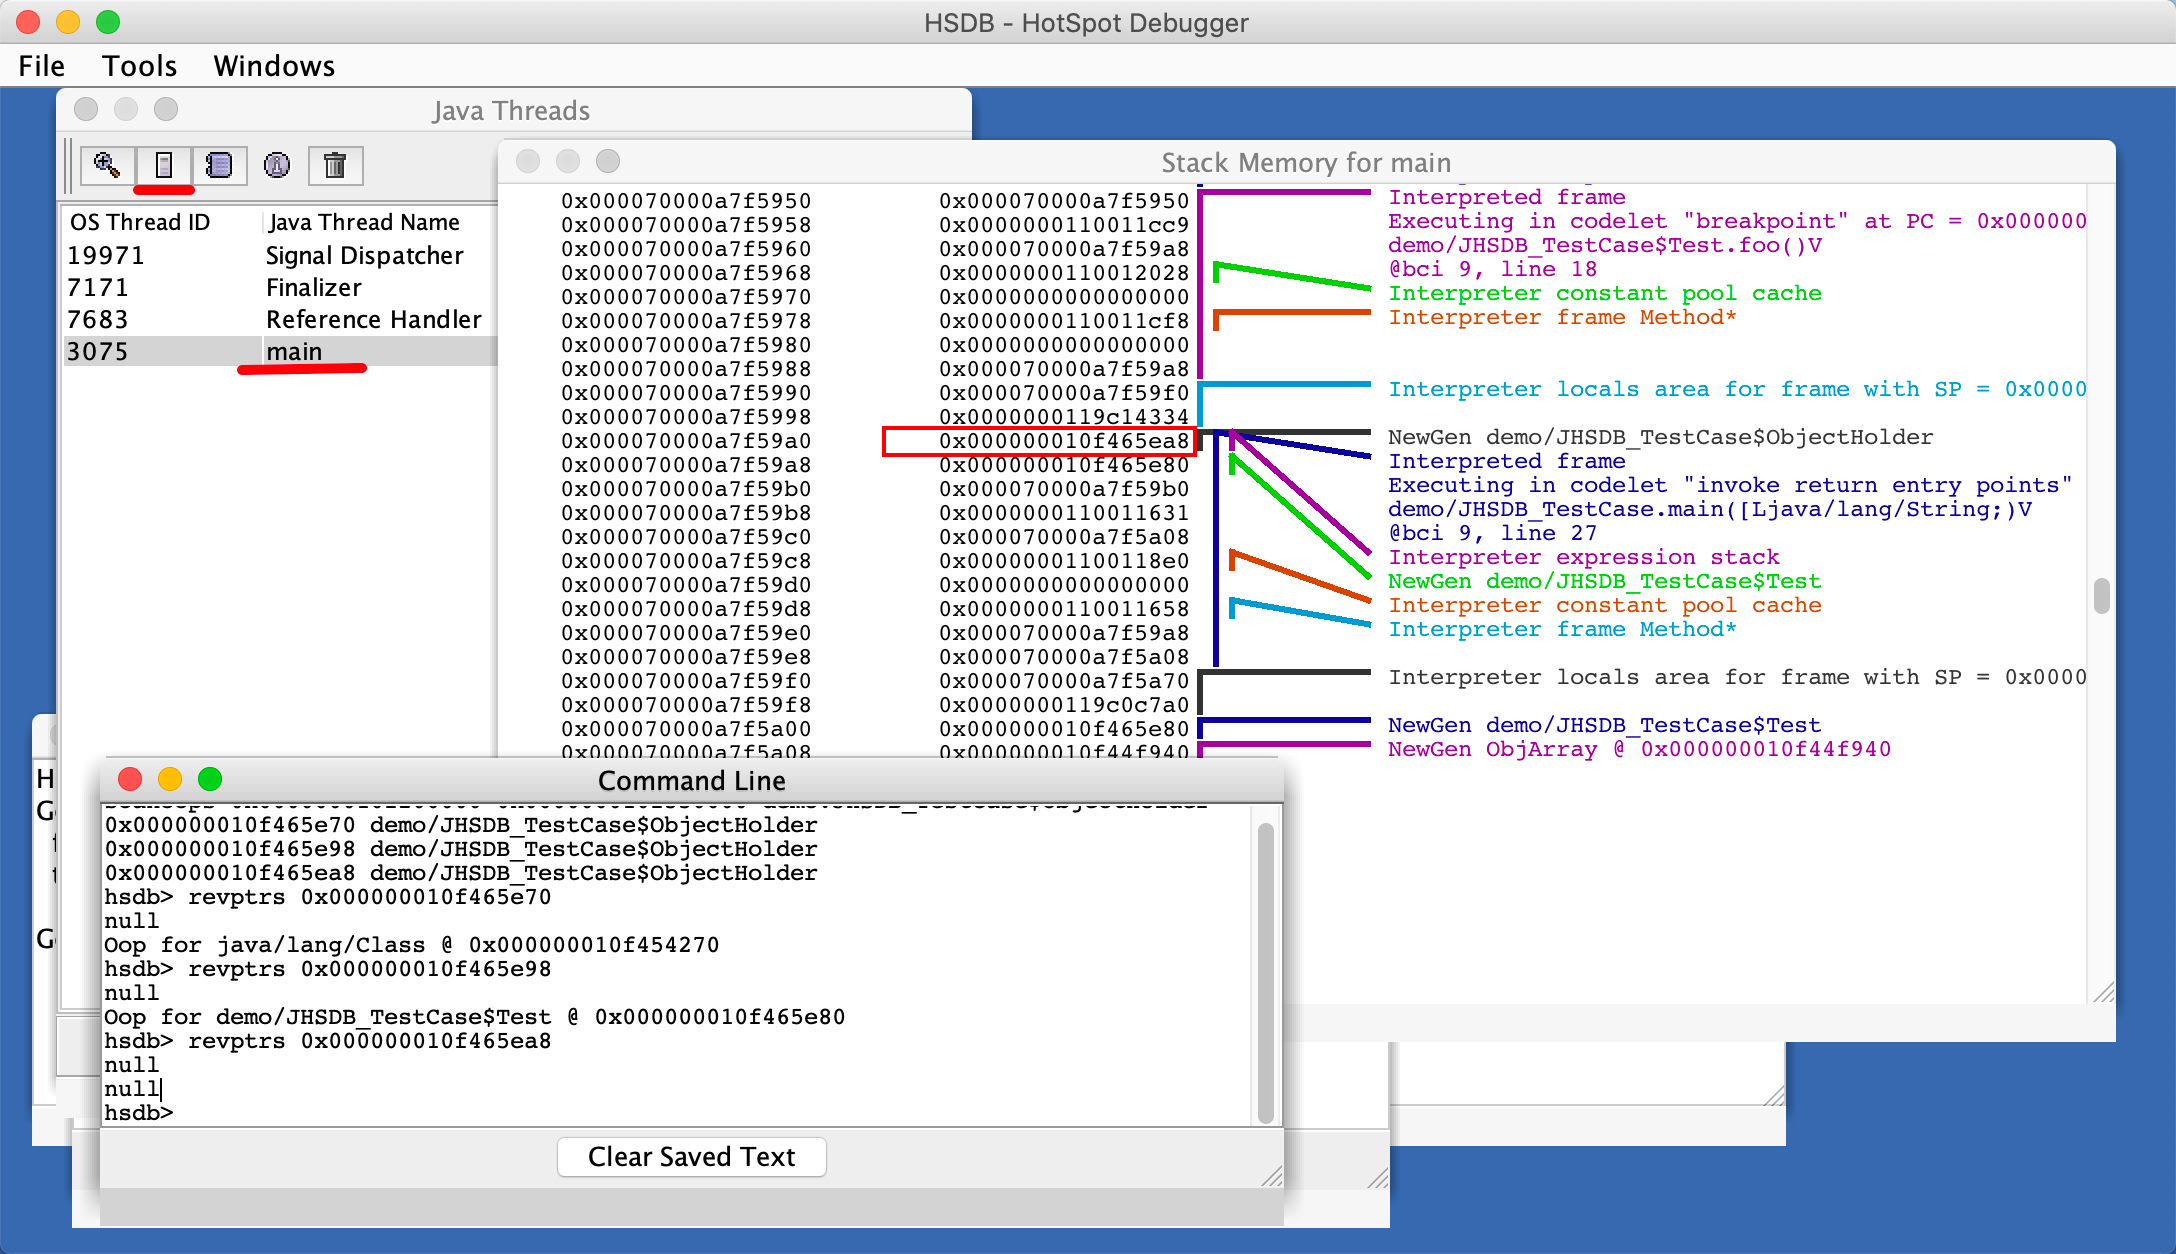 HSDB - HotSpot Debugger
File Tools Windows
Java Threads
OS Thread ID Java Thread Name
19971 Signal Dispatcher
7171 Finalizer
7683 Reference Handler
3075 main
Stack Memory for main
0x000070000a7f5950 0x000070000a7f5950 Interpreted frame
0x000070000a7f5958 0x0000000110011cc9 Executing in codelet "breakpoint" at PC = 0x000000
0x000070000a7f5960 0x000070000a7f59a8 demo/JHSDB_TestCase$Test.foo()V
0x000070000a7f5968 0x0000000110012028 @bci 9, line 18
0x000070000a7f5970 0x0000000000000000 Interpreter constant pool cache
0x000070000a7f5978 0x0000000110011cf8 Interpreter frame Method*
0x000070000a7f5980 0x0000000000000000
0x000070000a7f5988 0x000070000a7f59a8
0x000070000a7f5990 0x000070000a7f59f0 Interpreter locals area for frame with SP = 0x0000
0x000070000a7f5998 0x0000000119c14334
0x000070000a7f59a0 0x000000010f465ea8 NewGen demo/JHSDB_TestCase$ObjectHolder
0x000070000a7f59a8 0x000000010f465e80 Interpreted frame
0x000070000a7f59b0 0x000070000a7f59b0 Executing in codelet "invoke return entry points"
0x000070000a7f59b8 0x0000000110011631 demo/JHSDB_TestCase.main([Ljava/lang/String;)V
0x000070000a7f59c0 0x000070000a7f5a08 @bci 9, line 27
0x000070000a7f59c8 0x00000001100118e0 Interpreter expression stack
0x000070000a7f59d0 0x0000000000000000 NewGen demo/JHSDB_TestCase$Test
0x000070000a7f59d8 0x0000000110011658 Interpreter constant pool cache
0x000070000a7f59e0 0x000070000a7f59a8 Interpreter frame Method*
0x000070000a7f59e8 0x000070000a7f5a08
0x000070000a7f59f0 0x000070000a7f5a70 Interpreter locals area for frame with SP = 0x0000
0x000070000a7f59f8 0x0000000119c0c7a0
0x000070000a7f5a00 0x000000010f465e80 NewGen demo/JHSDB_TestCase$Test
0x000070000a7f5a08 0x000000010f44f940 NewGen ObjArray @ 0x000000010f44f940
Command Line
0x000000010f465e70 demo/JHSDB_TestCase$ObjectHolder
0x000000010f465e98 demo/JHSDB_TestCase$ObjectHolder
0x000000010f465ea8 demo/JHSDB_TestCase$ObjectHolder
hsdb> revptrs 0x000000010f465e70
null
Oop for java/lang/Class @ 0x000000010f454270
hsdb> revptrs 0x000000010f465e98
null
Oop for demo/JHSDB_TestCase$Test @ 0x000000010f465e80
hsdb> revptrs 0x000000010f465ea8
null
null
hsdb>
Clear Saved Text